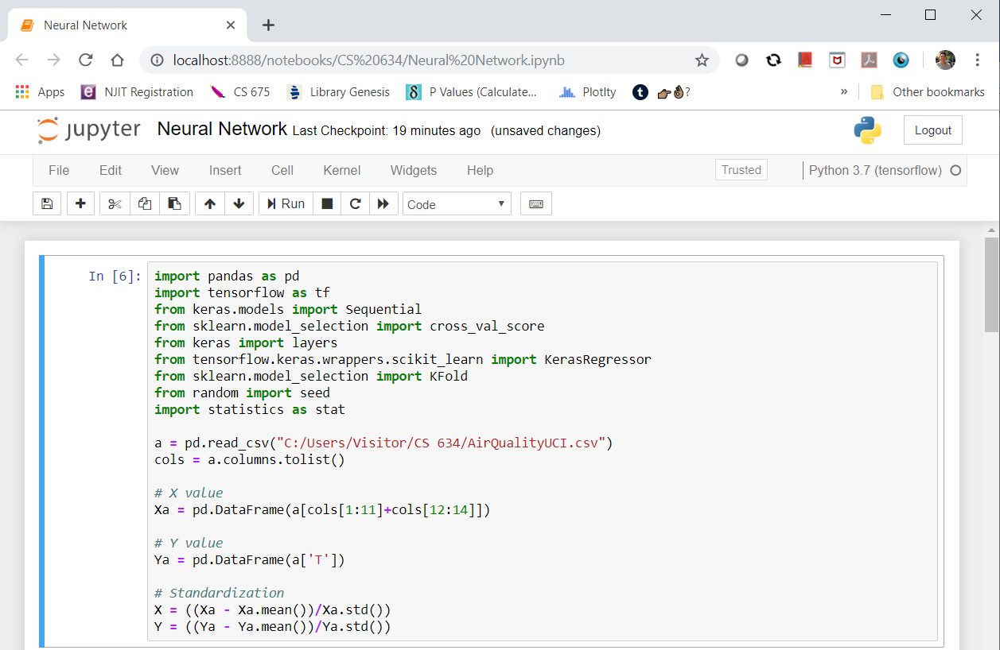 Neural Network
localhost:8888/notebooks/CS%20634/Neural%20Network.ipynb
Apps NJIT Registration CS 675 Library Genesis P Values (Calculate... Plotlty ? » Other bookmarks
jupyter Neural Network Last Checkpoint: 19 minutes ago (unsaved changes) Logout
File Edit View Insert Cell Kernel Widgets Help Trusted Python 3.7 (tensorflow)
Run Code
In [6]: import pandas as pd
import tensorflow as tf
from keras.models import Sequential
from sklearn.model_selection import cross_val_score
from keras import layers
from tensorflow.keras.wrappers.scikit_learn import KerasRegressor
from sklearn.model_selection import KFold
from random import seed
import statistics as stat
a = pd.read_csv("C:/Users/Visitor/CS 634/AirQualityUCI.csv")
cols = a.columns.tolist()
# X value
Xa = pd.DataFrame(a[cols[1:11]+cols[12:14]])
# Y value
Ya = pd.DataFrame(a['T'])
# Standardization
X = ((Xa - Xa.mean())/Xa.std())
Y = ((Ya - Ya.mean())/Ya.std())